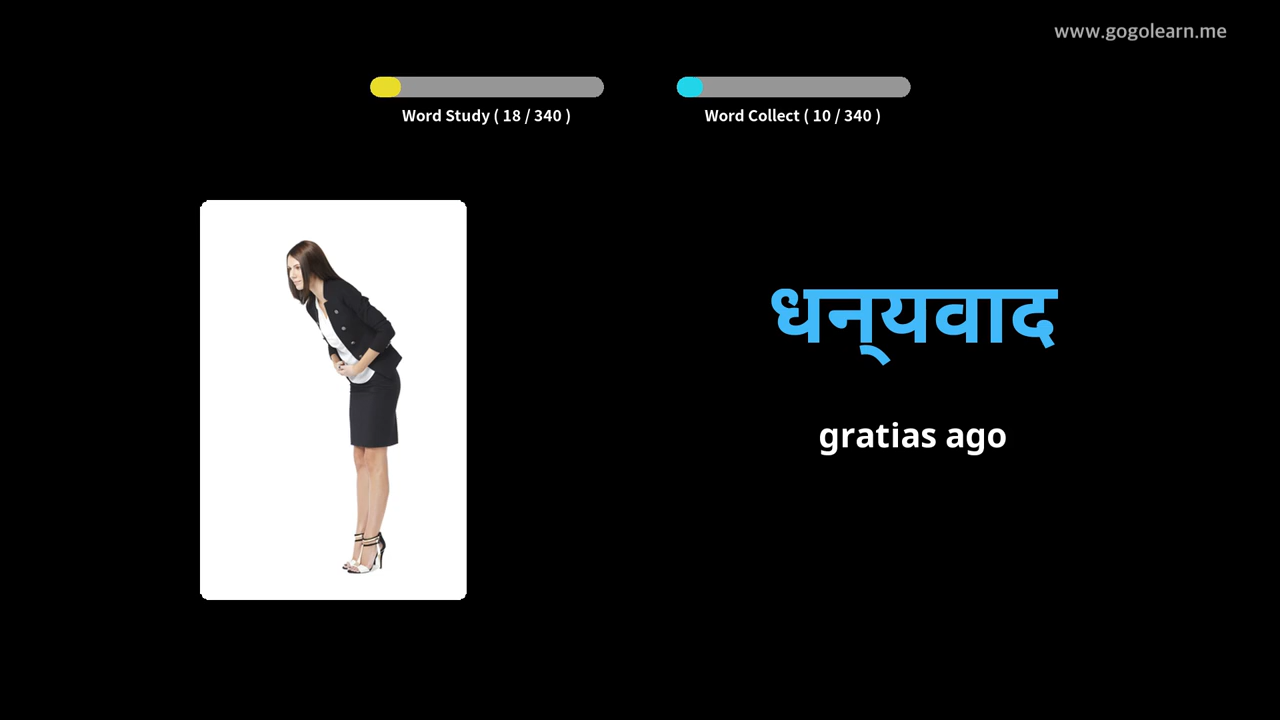 www.gogolearn.me
Word Study ( 18 / 340 )
Word Collect ( 10 / 340 )
धन्‌यवाद
gratias ago